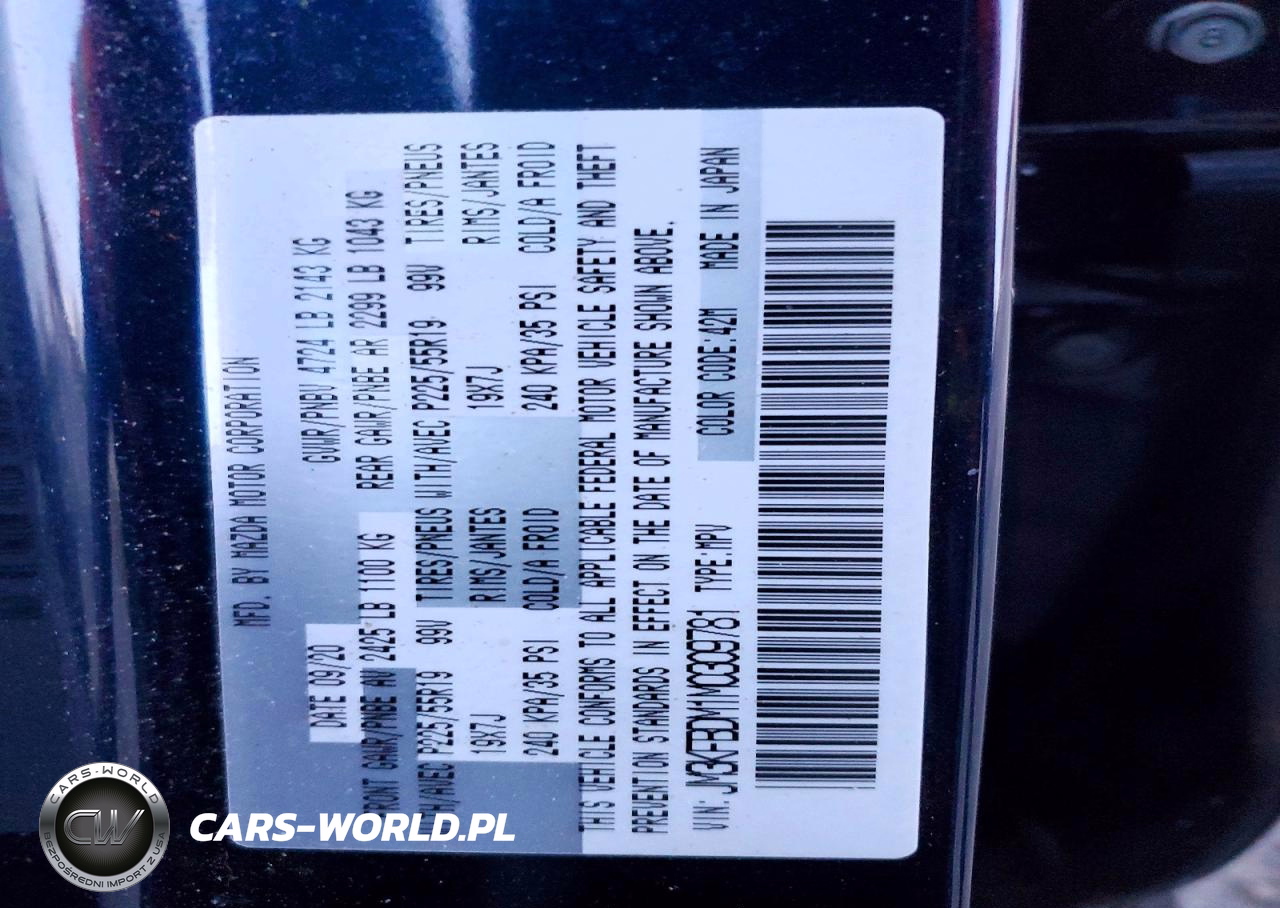 MFD. BY MAZDA MOTOR CORPORATION
DATE 09/20 GVWR/PNBV 4724 LB 2143 KG
FRONT GAWR/PNBE AV 2425 LB 1100 KG REAR GAWR/PNBE AR 2299 LB 1043 KG
WITH/AVEC P225/55R19 99V TIRES/PNEUS WITH/AVEC P225/55R19 99V TIRES/PNEUS
19X7J RIMS/JANTES 19X7J RIMS/JANTES
240 KPA/35 PSI COLD/A FROID 240 KPA/35 PSI COLD/A FROID
THIS VEHICLE CONFORMS TO ALL APPLICABLE FEDERAL MOTOR VEHICLE SAFETY AND THEFT
PREVENTION STANDARDS IN EFFECT ON THE DATE OF MANUFACTURE SHOWN ABOVE.
VIN: JM3KFBDM1M0309781 TYPE:MPV COLOR CODE:42M MADE IN JAPAN
8
CARS-WORLD
CW
BEZPOŚREDNI IMPORT Z USA
CARS-WORLD.PL